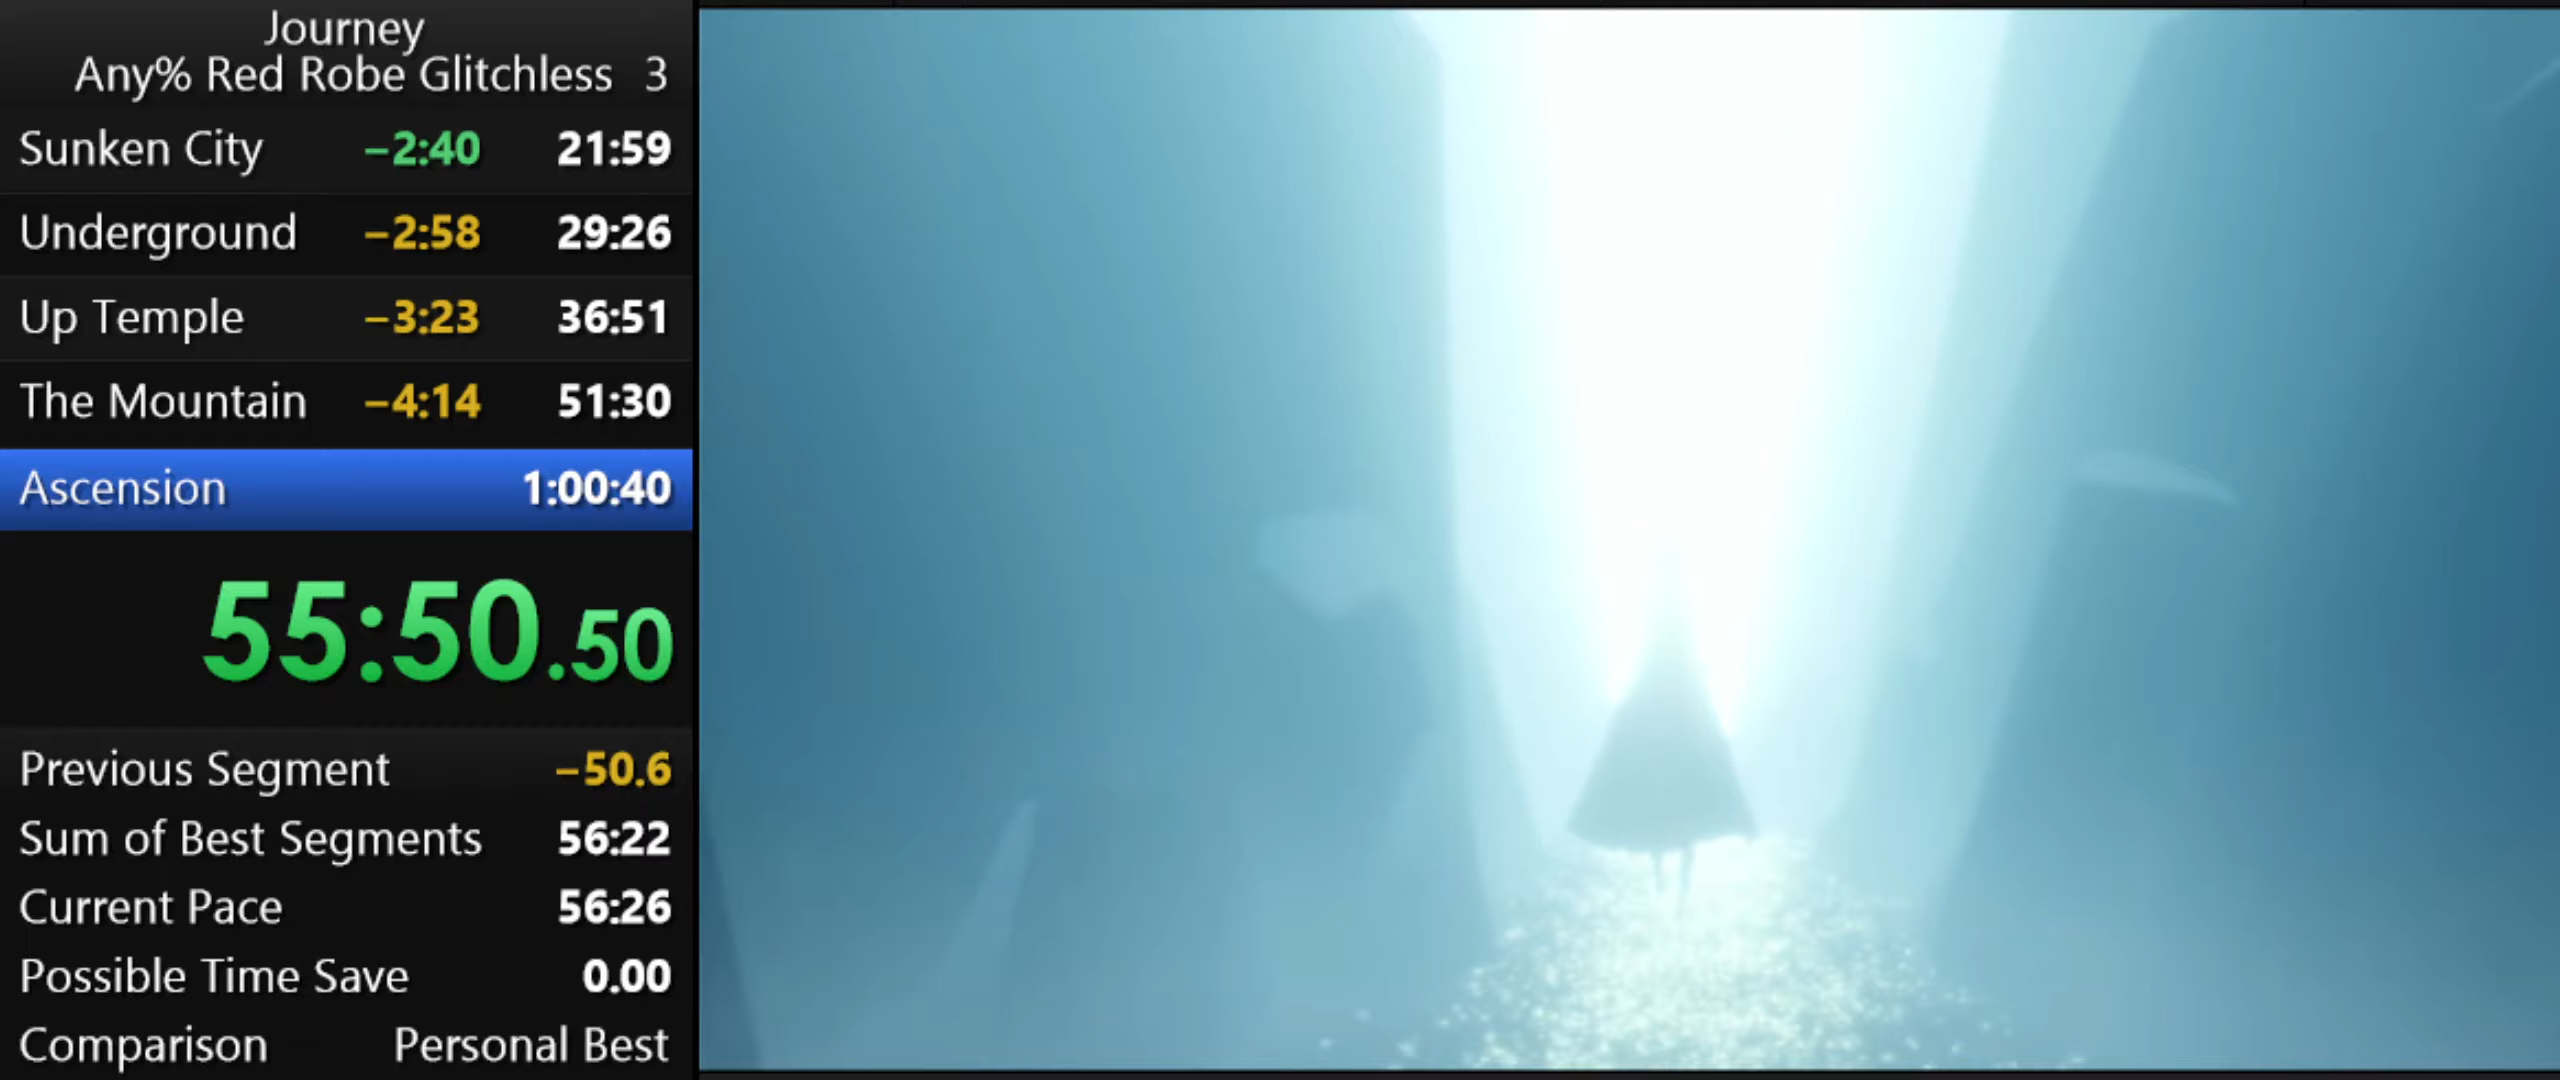 Journey
Any% Red Robe Glitchless 3
Sunken City −2:40 21:59
Underground −2:58 29:26
Up Temple −3:23 36:51
The Mountain −4:14 51:30
Ascension 1:00:40
55:50.50
Previous Segment −50.6
Sum of Best Segments 56:22
Current Pace 56:26
Possible Time Save 0.00
Comparison Personal Best